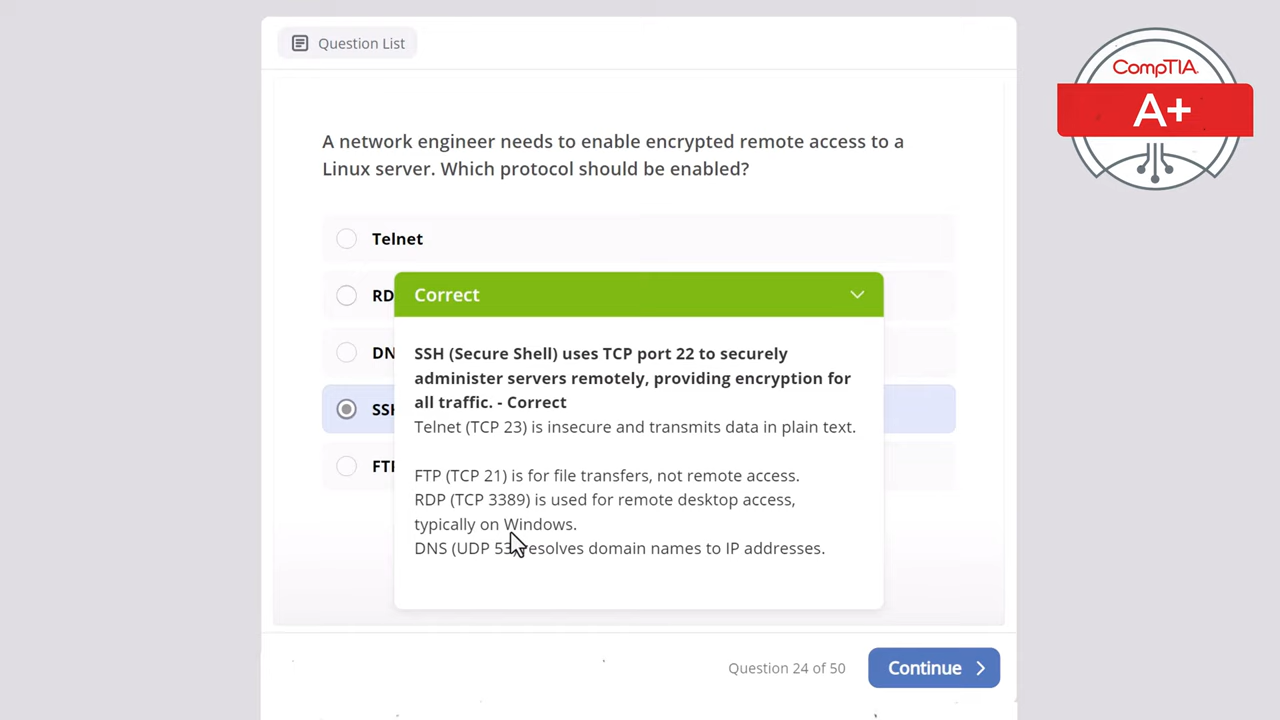 Question List
CompTIA.
A+
A network engineer needs to enable encrypted remote access to a
Linux server. Which protocol should be enabled?
Telnet
RD
DN
SSH
FT
Correct
SSH (Secure Shell) uses TCP port 22 to securely
administer servers remotely, providing encryption for
all traffic. - Correct
Telnet (TCP 23) is insecure and transmits data in plain text.
FTP (TCP 21) is for file transfers, not remote access.
RDP (TCP 3389) is used for remote desktop access,
typically on Windows.
DNS (UDP 53) resolves domain names to IP addresses.
Question 24 of 50
Continue